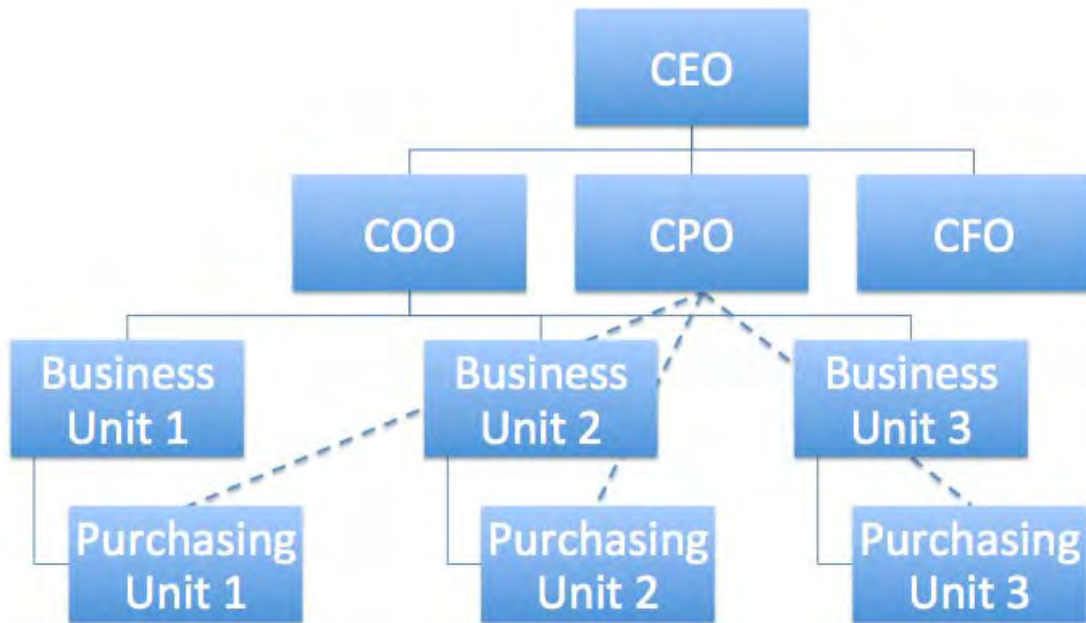 CEO
COO
CPO
CFO
Business
Unit 1
Business
Unit 2
Business
Unit 3
Purchasing
Unit 1
Purchasing
Unit 2
Purchasing
Unit 3